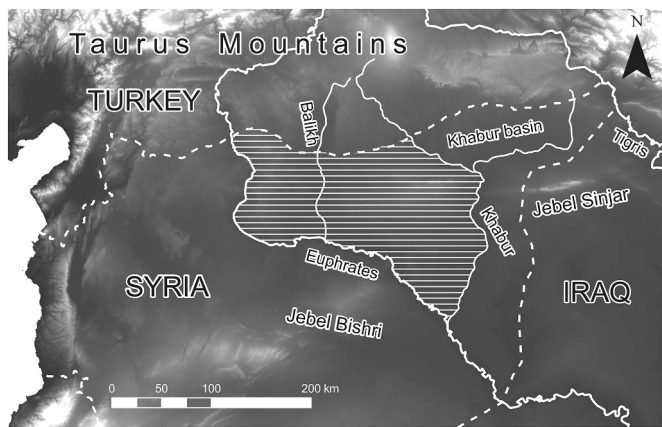 N
Taurus Mountains
TURKEY
Balikh
Khabur basin
Tigris
Jebel Sinjar
Khabur
Euphrates
SYRIA
IRAQ
Jebel Bishri
0 50 100 200 km